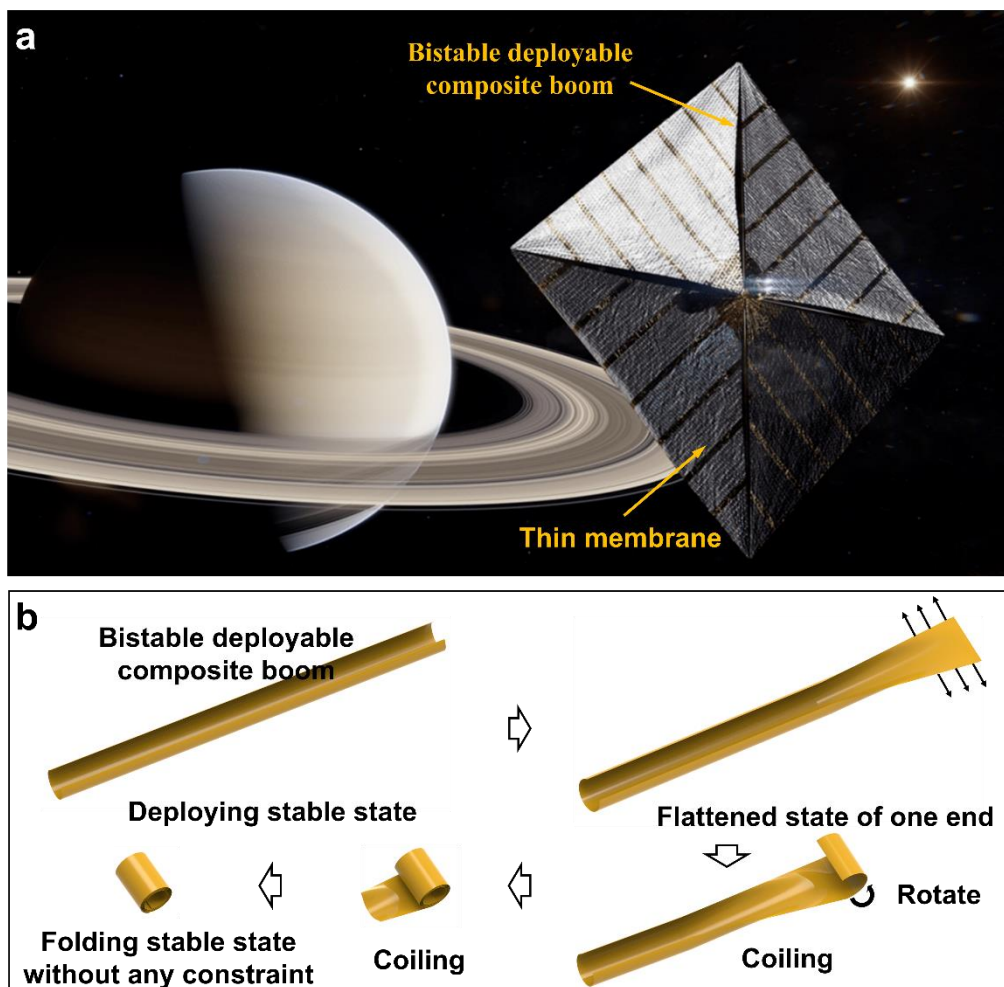 a
Bistable deployable
composite boom
Thin membrane
b
Bistable deployable
composite boom
Deploying stable state
Flattened state of one end
Rotate
Coiling
Coiling
Folding stable state
without any constraint